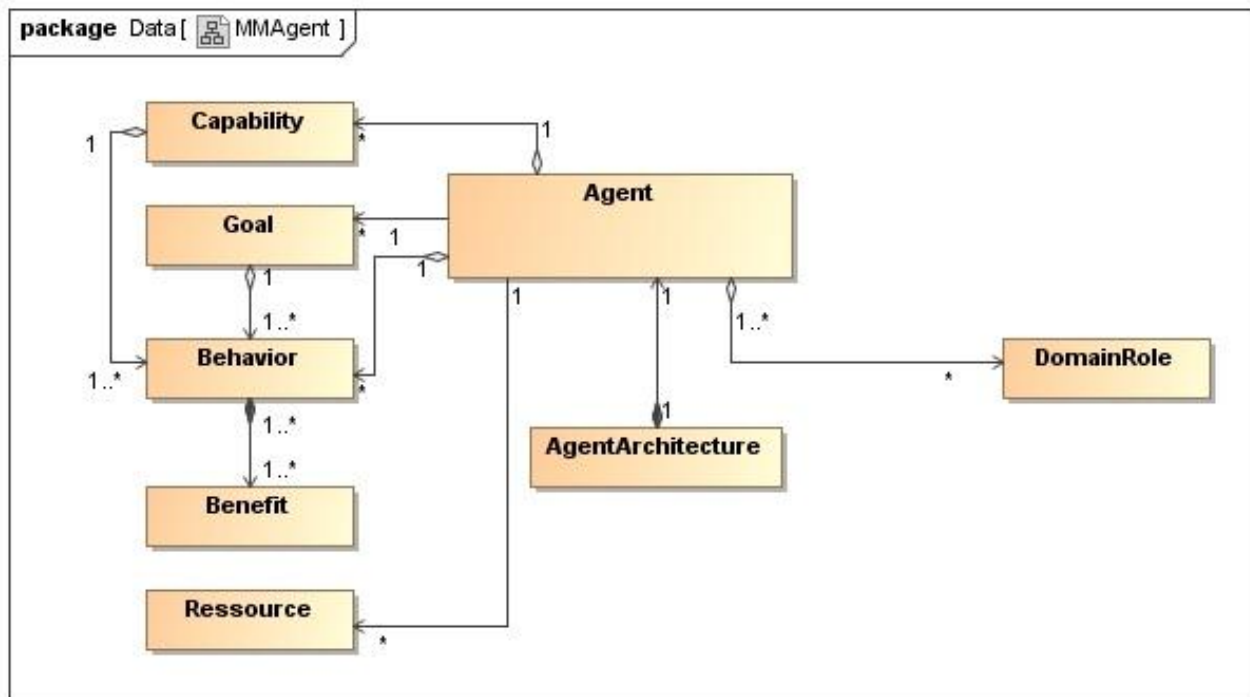 package Data [ MMAgent ]
Capability
1
*
1
Agent
Goal
*
1
1
1
1
1
1..*
1..*
Behavior
DomainRole
1..*
*
*
1..*
1
AgentArchitecture
1..*
Benefit
Ressource
*